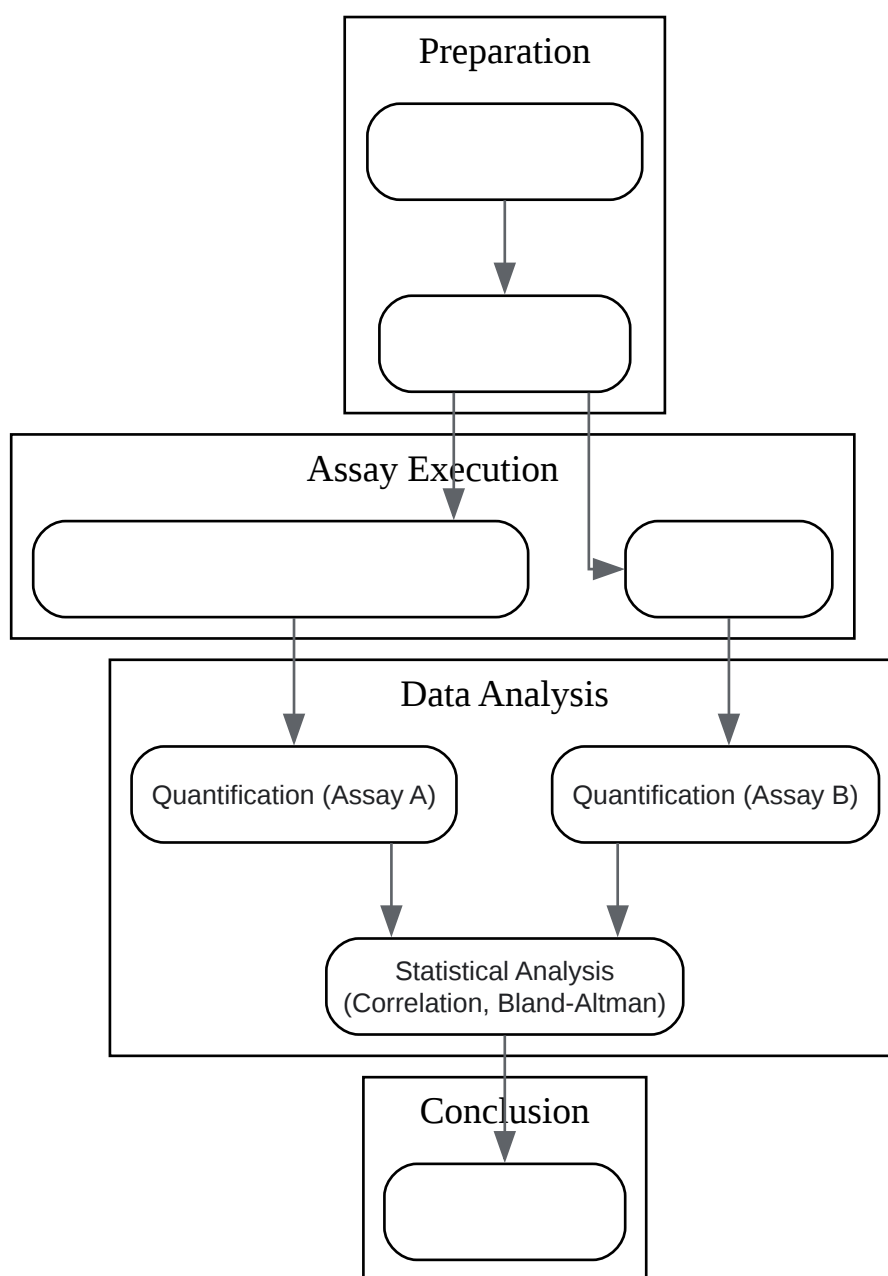 Preparation
Assay Execution
Data Analysis
Quantification (Assay A)
Quantification (Assay B)
Statistical Analysis
(Correlation, Bland-Altman)
Conclusion